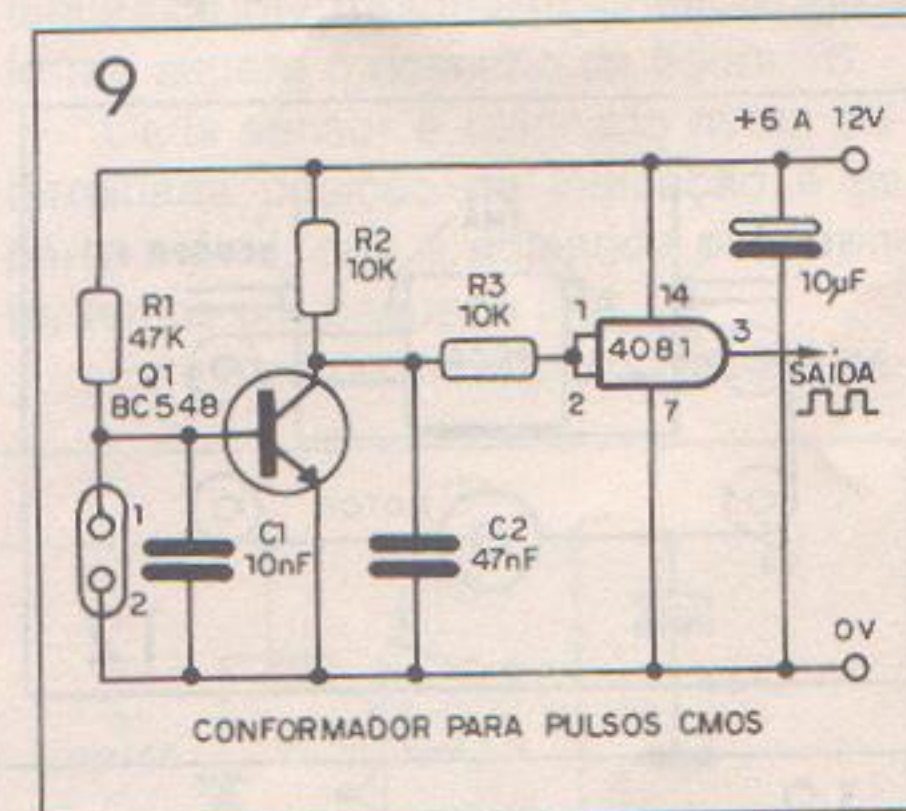 9
+6 A 12V
R2
10K
R1
47K
R3
10K
10µF
1
14
4081
3
2
7
SAIDA
Q1
BC548
1
2
C1
10nF
C2
47nF
0V
CONFORMADOR PARA PULSOS CMOS